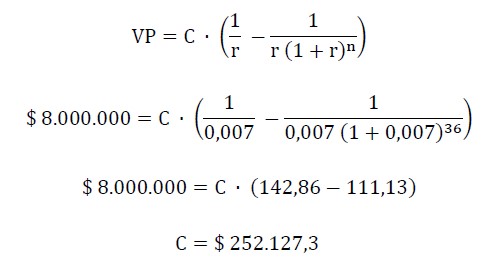 VP = C · (1/r − 1/(r (1 + r)ⁿ))
$ 8.000.000 = C · (1/0,007 − 1/(0,007 (1 + 0,007)³⁶))
$ 8.000.000 = C · (142,86 − 111,13)
C = $ 252.127,3